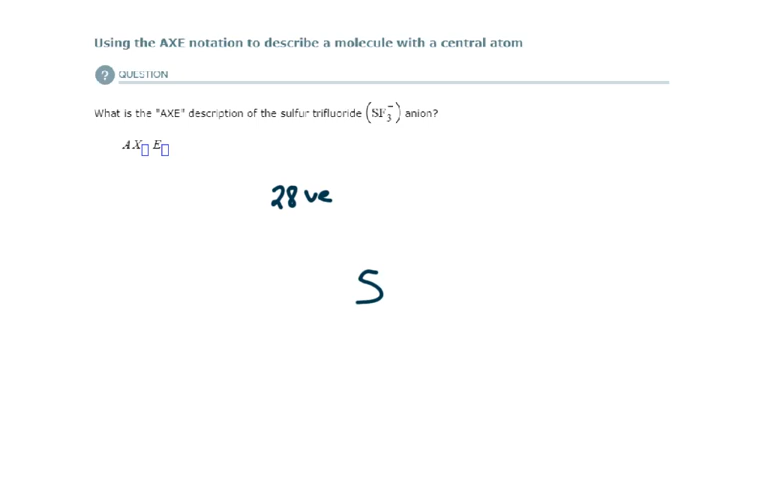 Using the AXE notation to describe a molecule with a central atom
? QUESTION
What is the "AXE" description of the sulfur trifluoride (SF₃⁻) anion?
AX▯ E▯
28 ve
S